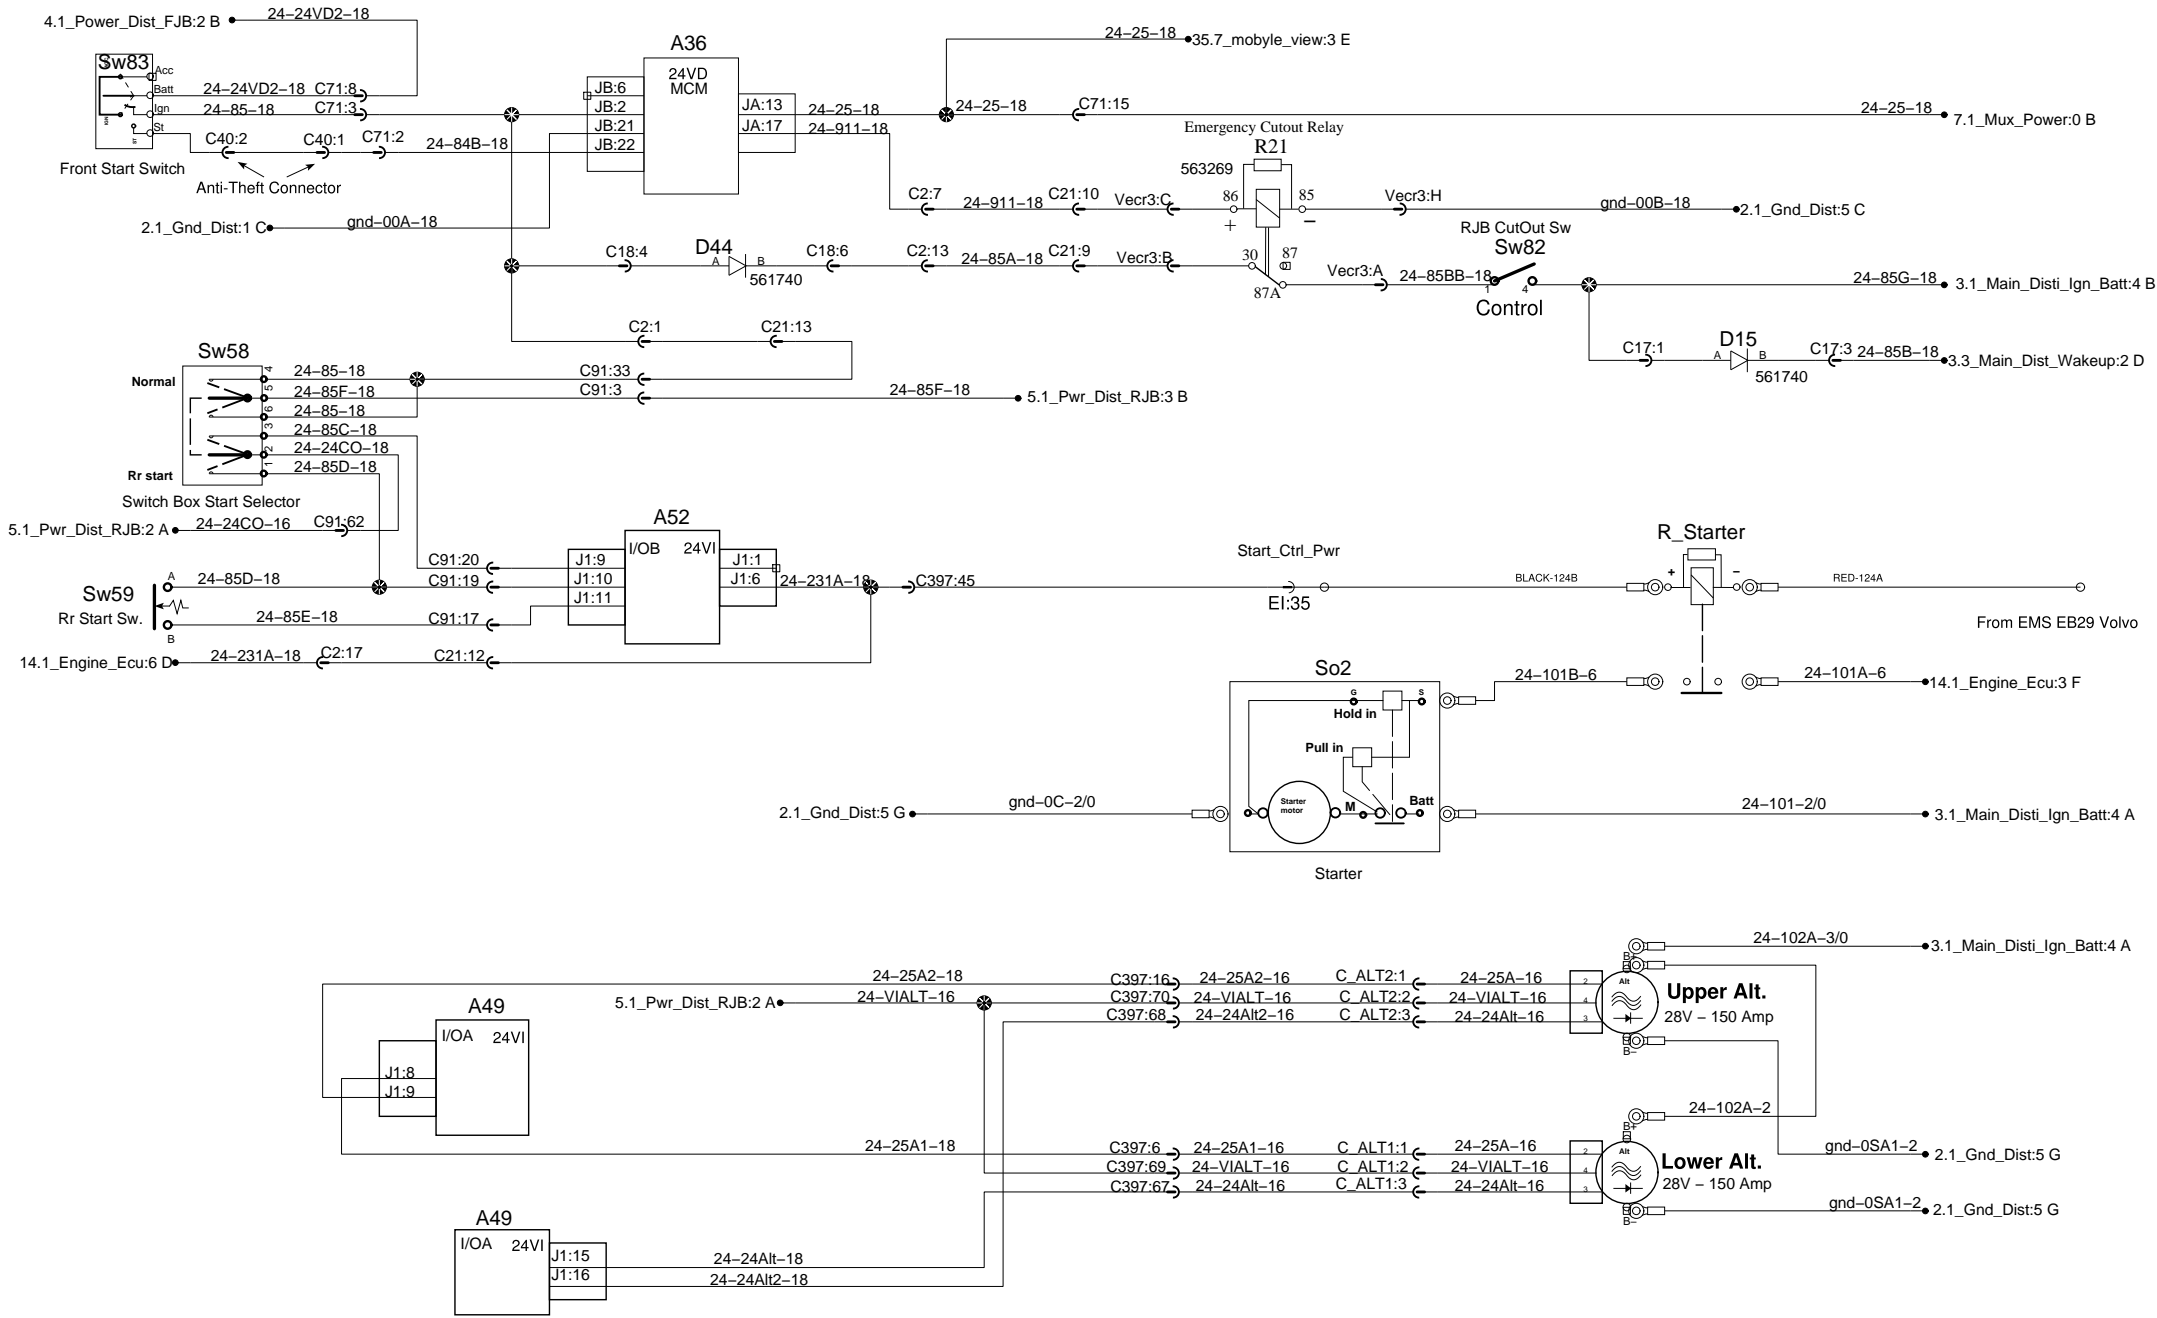 4.1_Power_Dist_FJB:2 B
24-24VD2-18
Sw83
Acc
Batt
Ign
St
24-24VD2-18
C71:8
24-85-18
C71:3
C40:2
C40:1
C71:2
24-84B-18
Front Start Switch
Anti-Theft Connector
2.1_Gnd_Dist:1 C
gnd-00A-18
A36
24VD
MCM
JB:6
JB:2
JB:21
JB:22
JA:13
JA:17
24-25-18
24-911-18
24-25-18
35.7_mobyle_view:3 E
24-25-18
C71:15
24-25-18
7.1_Mux_Power:0 B
Emergency Cutout Relay
R21
563269
C2:7
24-911-18
C21:10
Vecr3:C
86
85
+
−
Vecr3:H
gnd-00B-18
2.1_Gnd_Dist:5 C
C18:4
D44
A
B
561740
C18:6
C2:13
24-85A-18
C21:9
Vecr3:B
30
87
87A
Vecr3:A
24-85BB-18
RJB CutOut Sw
Sw82
1
4
Control
24-85G-18
3.1_Main_Disti_Ign_Batt:4 B
C17:1
D15
A
B
561740
C17:3
24-85B-18
3.3_Main_Dist_Wakeup:2 D
C2:1
C21:13
Sw58
Normal
Rr start
4
5
6
3
2
1
24-85-18
24-85F-18
24-85-18
24-85C-18
24-24CO-18
24-85D-18
C91:33
C91:3
24-85F-18
5.1_Pwr_Dist_RJB:3 B
Switch Box Start Selector
5.1_Pwr_Dist_RJB:2 A
24-24CO-16
C91:62
Sw59
Rr Start Sw.
A
B
24-85D-18
24-85E-18
C91:20
C91:19
C91:17
14.1_Engine_Ecu:6 D
24-231A-18
C2:17
C21:12
A52
I/OB
24VI
J1:9
J1:10
J1:11
J1:1
J1:6
24-231A-18
C397:45
Start_Ctrl_Pwr
EI:35
BLACK-124B
R_Starter
+
−
RED-124A
From EMS EB29 Volvo
So2
24-101B-6
24-101A-6
14.1_Engine_Ecu:3 F
G
S
Hold in
Pull in
Starter
motor
M
Batt
2.1_Gnd_Dist:5 G
gnd-0C-2/0
24-101-2/0
3.1_Main_Disti_Ign_Batt:4 A
Starter
24-102A-3/0
3.1_Main_Disti_Ign_Batt:4 A
24-25A2-18
C397:16
24-25A2-16
C_ALT2:1
24-25A-16
5.1_Pwr_Dist_RJB:2 A
24-VIALT-16
C397:70
24-VIALT-16
C_ALT2:2
24-VIALT-16
C397:68
24-24Alt2-16
C_ALT2:3
24-24Alt-16
2
4
3
B+
Alt
B−
Upper Alt.
28V − 150 Amp
A49
I/OA
24VI
J1:8
J1:9
24-102A-2
24-25A1-18
C397:6
24-25A1-16
C_ALT1:1
24-25A-16
C397:69
24-VIALT-16
C_ALT1:2
24-VIALT-16
C397:67
24-24Alt-16
C_ALT1:3
24-24Alt-16
2
4
3
B+
Alt
B−
Lower Alt.
28V − 150 Amp
gnd-0SA1-2
2.1_Gnd_Dist:5 G
gnd-0SA1-2
2.1_Gnd_Dist:5 G
A49
I/OA
24VI
J1:15
J1:16
24-24Alt-18
24-24Alt2-18